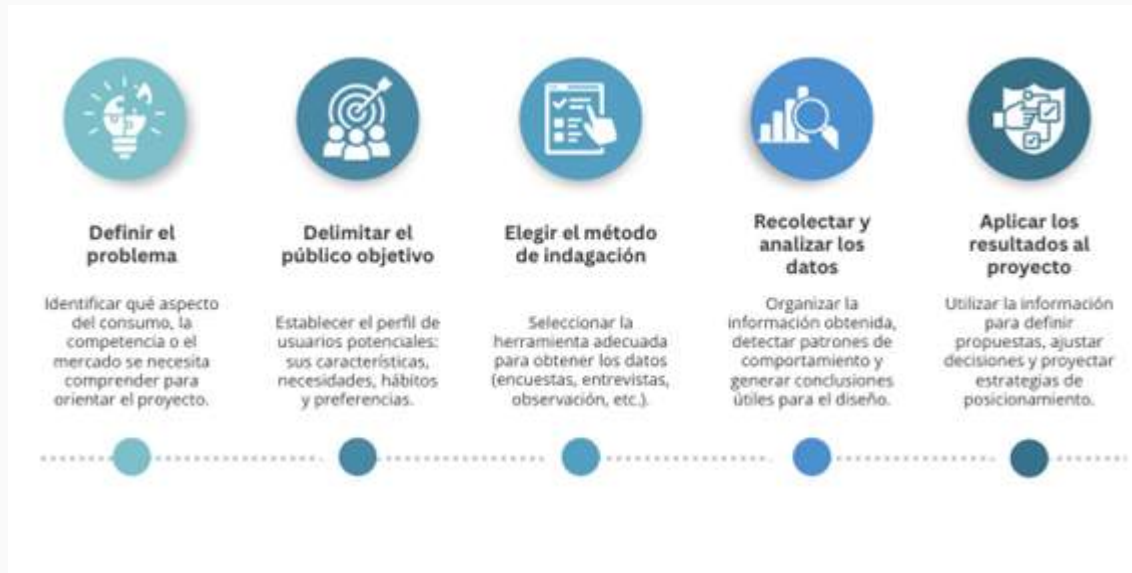 Definir el
problema
Identificar qué aspecto
del consumo, la
competencia o el
mercado se necesita
comprender para
orientar el proyecto.
Delimitar el
público objetivo
Establecer el perfil de
usuarios potenciales:
sus características,
necesidades, hábitos
y preferencias.
Elegir el método
de indagación
Seleccionar la
herramienta adecuada
para obtener los datos
(encuestas, entrevistas,
observación, etc.).
Recolectar y
analizar los
datos
Organizar la
información obtenida,
detectar patrones de
comportamiento y
generar conclusiones
útiles para el diseño.
Aplicar los
resultados al
proyecto
Utilizar la información
para definir
propuestas, ajustar
decisiones y proyectar
estrategias de
posicionamiento.